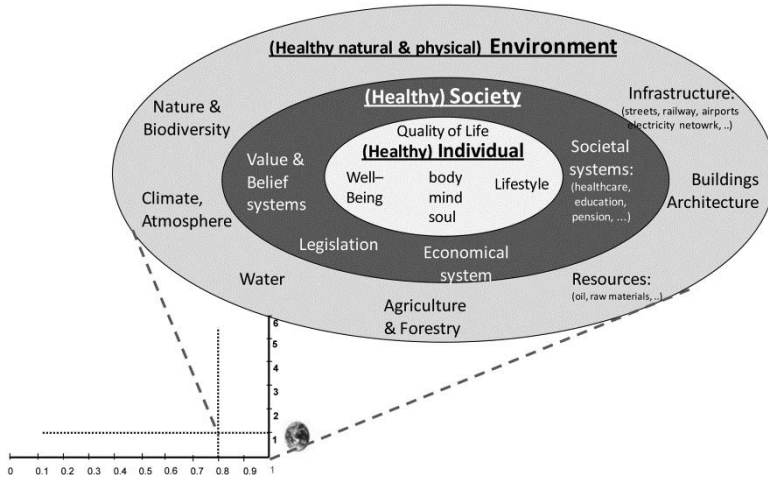 (Healthy natural & physical) Environment
Nature &
Biodiversity
Infrastructure:
(streets, railway, airports
electricity netowrk, ..)
(Healthy) Society
Quality of Life
(Healthy) Individual
Well–
Being
body
mind
soul
Lifestyle
Value &
Belief
systems
Societal
systems:
(healthcare,
education,
pension, ...)
Climate,
Atmosphere
Buildings
Architecture
Legislation
Economical
system
Water
Resources:
(oil, raw materials, ..)
Agriculture
& Forestry
6
5
4
3
2
1
0 0.1 0.2 0.3 0.4 0.5 0.6 0.7 0.8 0.9 1